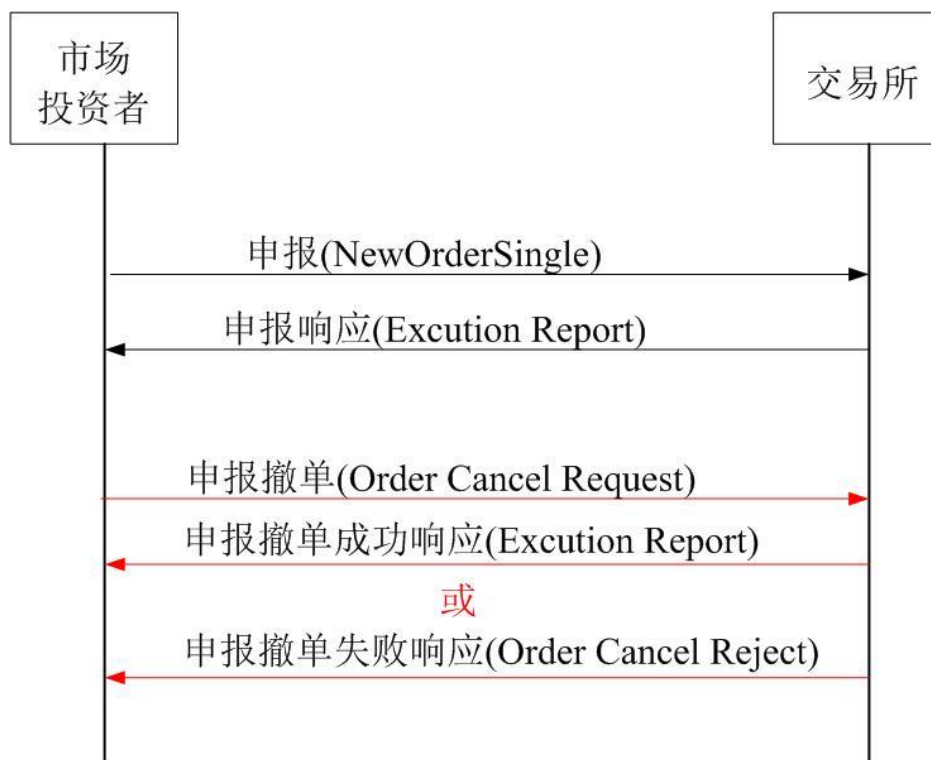 市场
投资者
交易所
申报(NewOrderSingle)
申报响应(Excution Report)
申报撤单(Order Cancel Request)
申报撤单成功响应(Excution Report)
或
申报撤单失败响应(Order Cancel Reject)